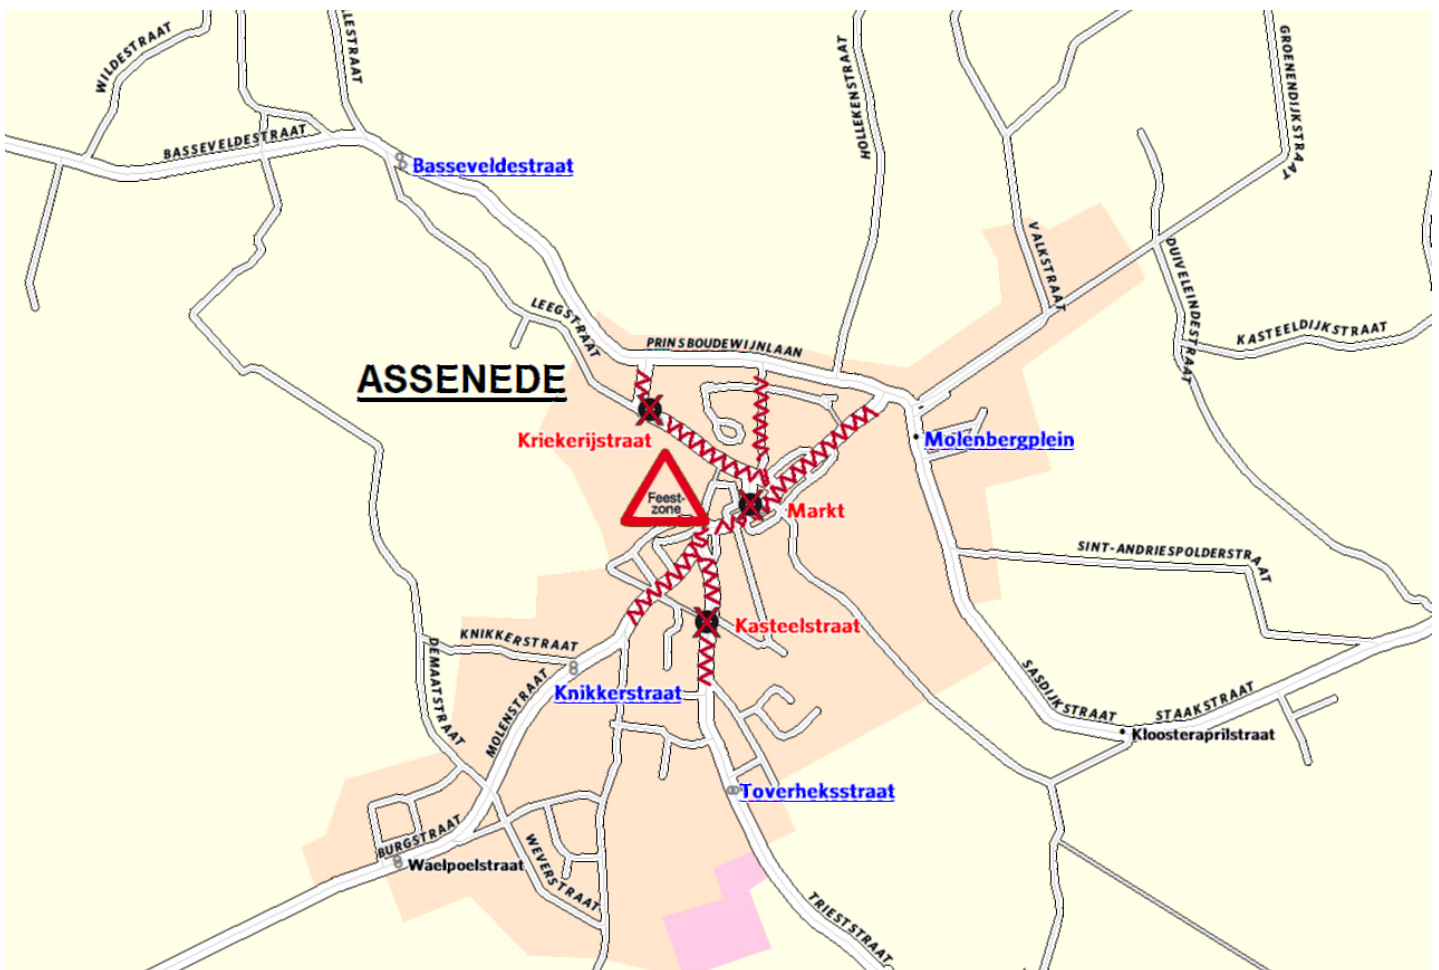 WILDESTRAAT
LLESTRAAT
BASSEVELDESTRAAT
Basseveldestraat
HOLLEKENSTRAAT
GROENENDIJKSTRAAT
VALKSTRAAT
DUIVELEINDESTRAAT
KASTEELDIJKSTRAAT
LEEGSTRAAT
PRINS BOUDEWIJNLAAN
ASSENEDE
Kriekerijstraat
Molenbergplein
Feest-
zone
Markt
SINT-ANDRIESPOLDERSTRAAT
Kasteelstraat
KNIKKERSTRAAT
DEMAATSTRAAT
MOLENSTRAAT
Knikkerstraat
SASDIJKSTRAAT
STAAKSTRAAT
Kloosteraprilstraat
Toverheksstraat
BURGSTRAAT
Waelpoelstraat
WEVERSTRAAT
TRIESTSTRAAT